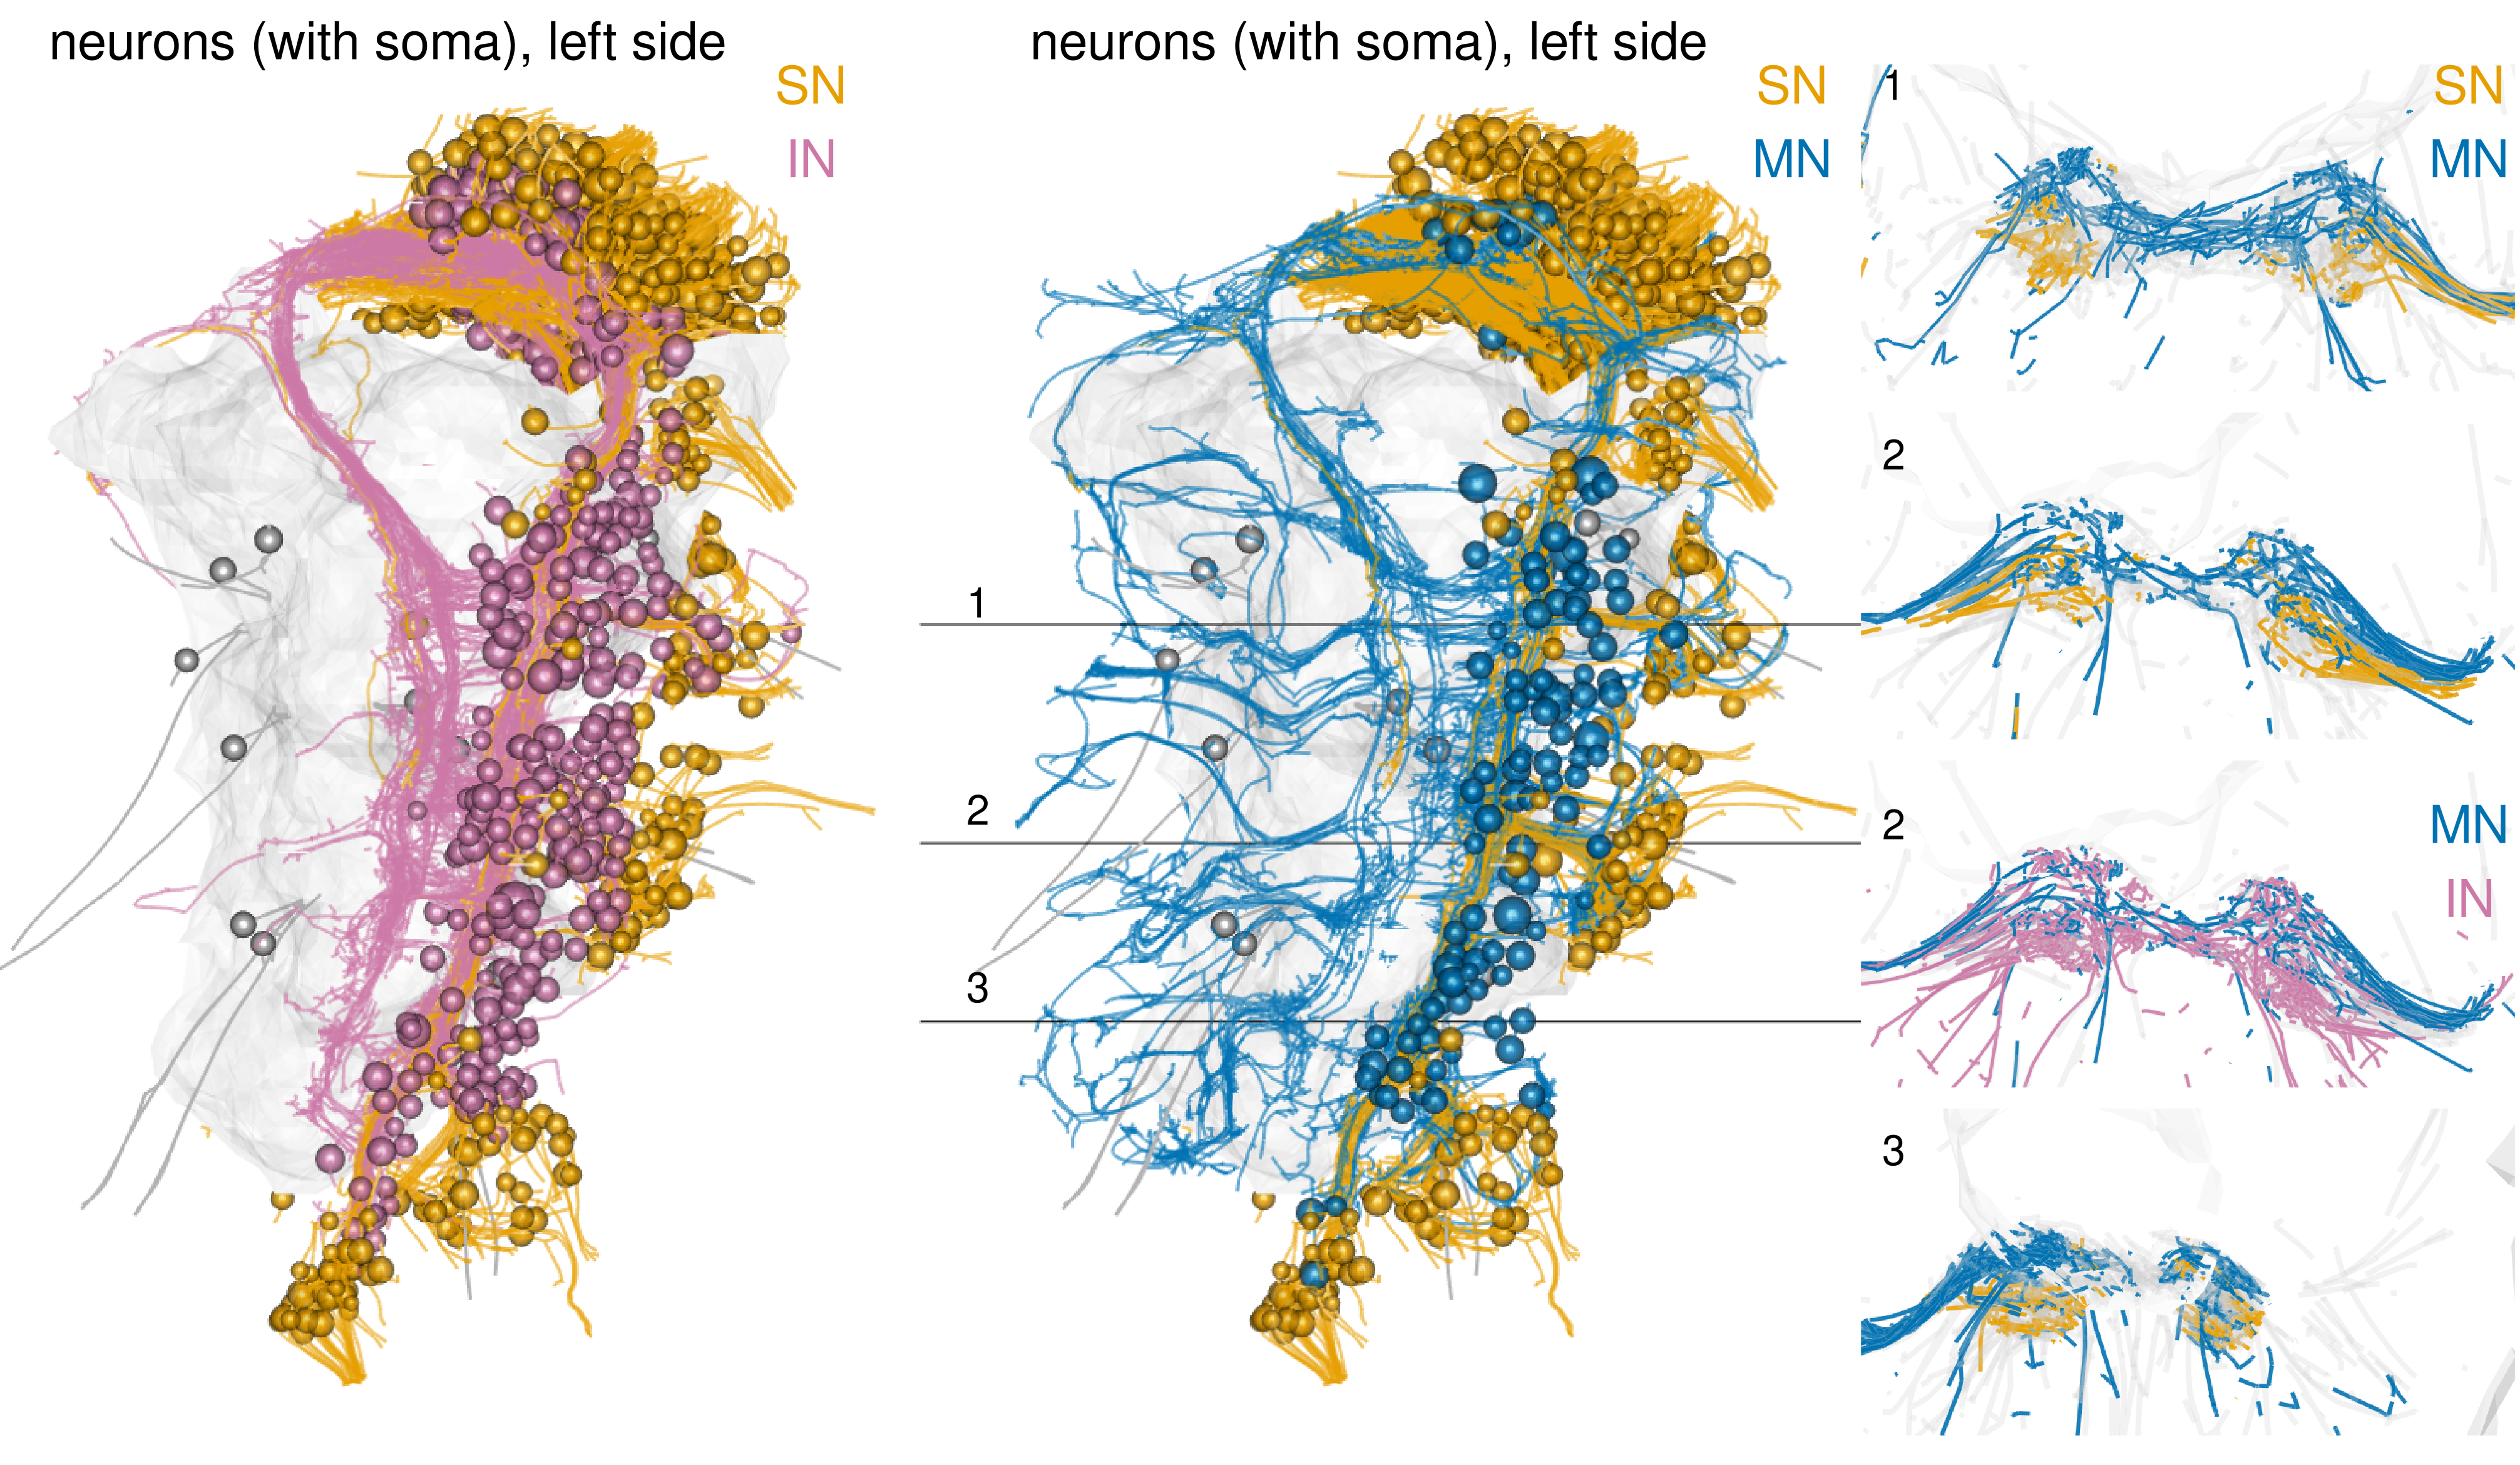 neurons (with soma), left side
SN
IN
neurons (with soma), left side
SN
MN
1
2
3
1
SN
MN
2
2
MN
IN
3